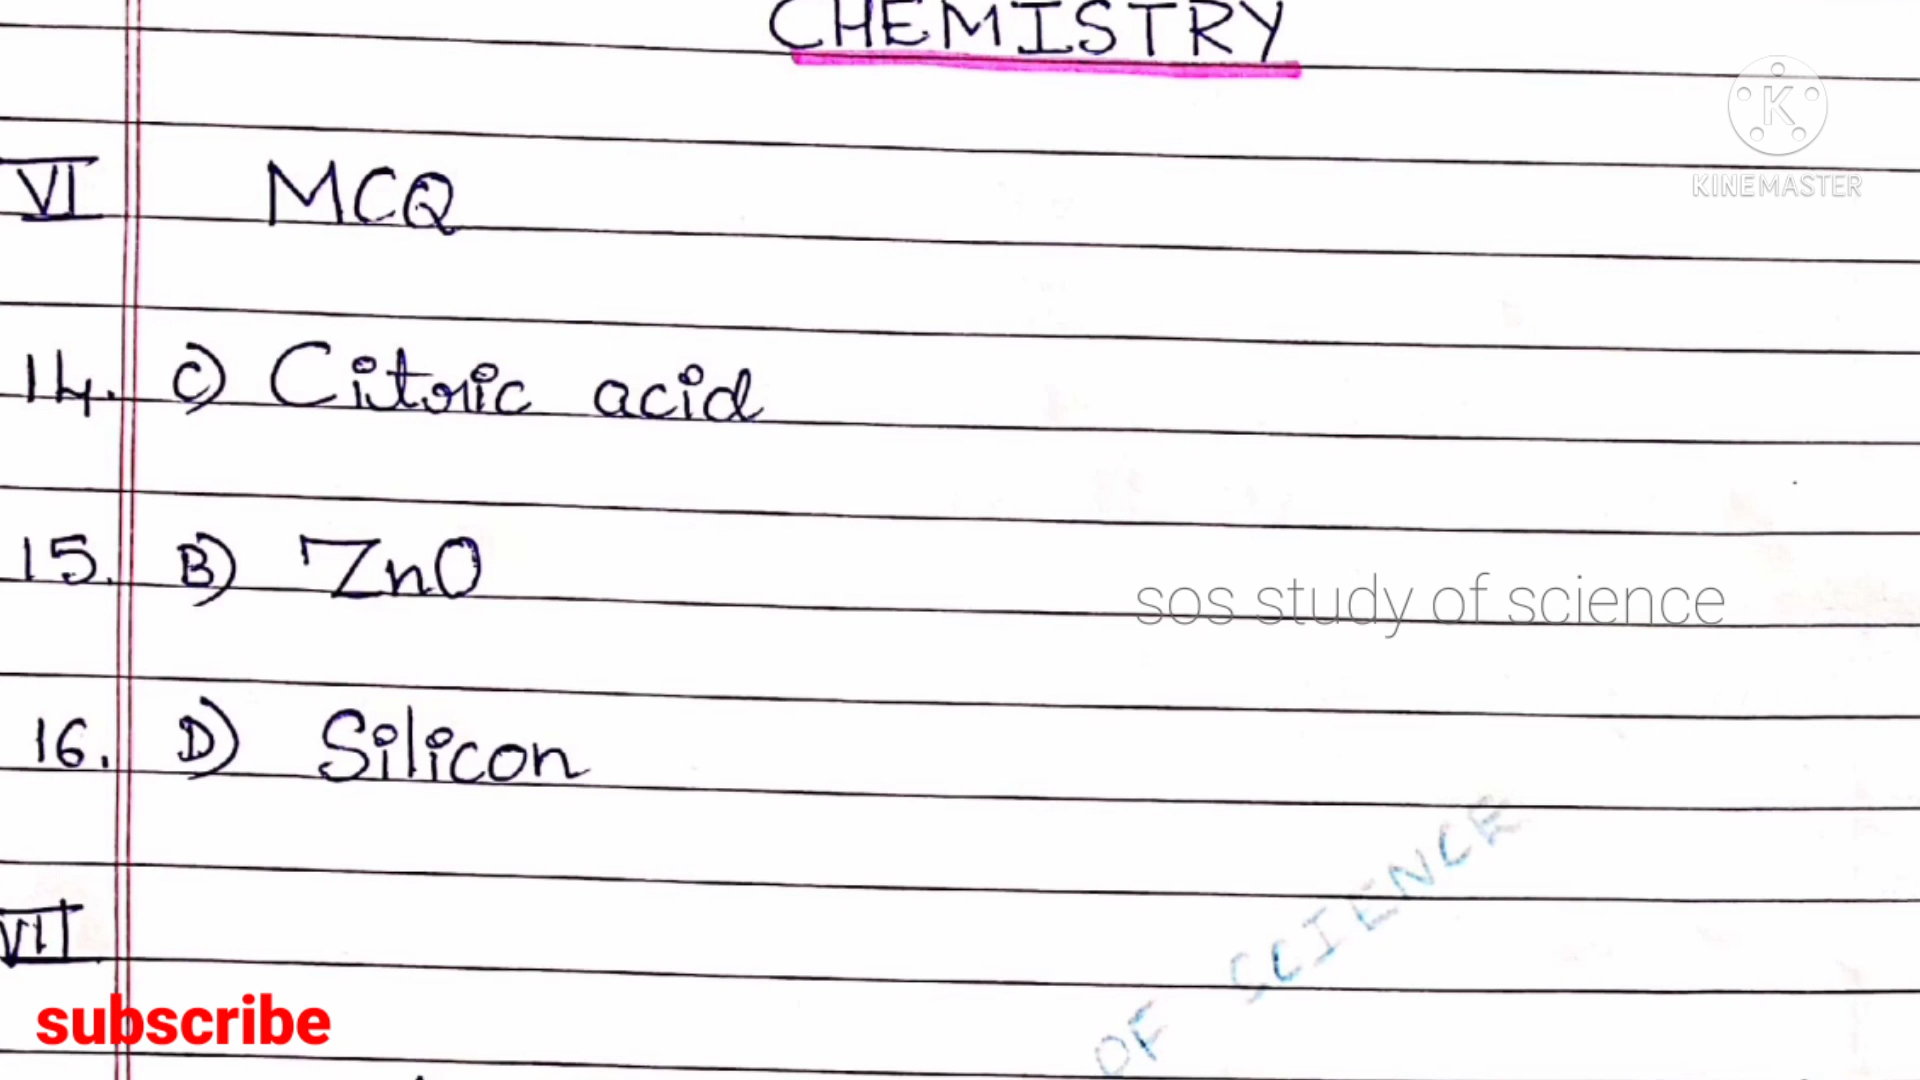 CHEMISTRY
KINEMASTER
VI MCQ
14. C) Citric acid
15. B) ZnO
sos study of science
16. D) Silicon
OF SCIENCE
VII
subscribe